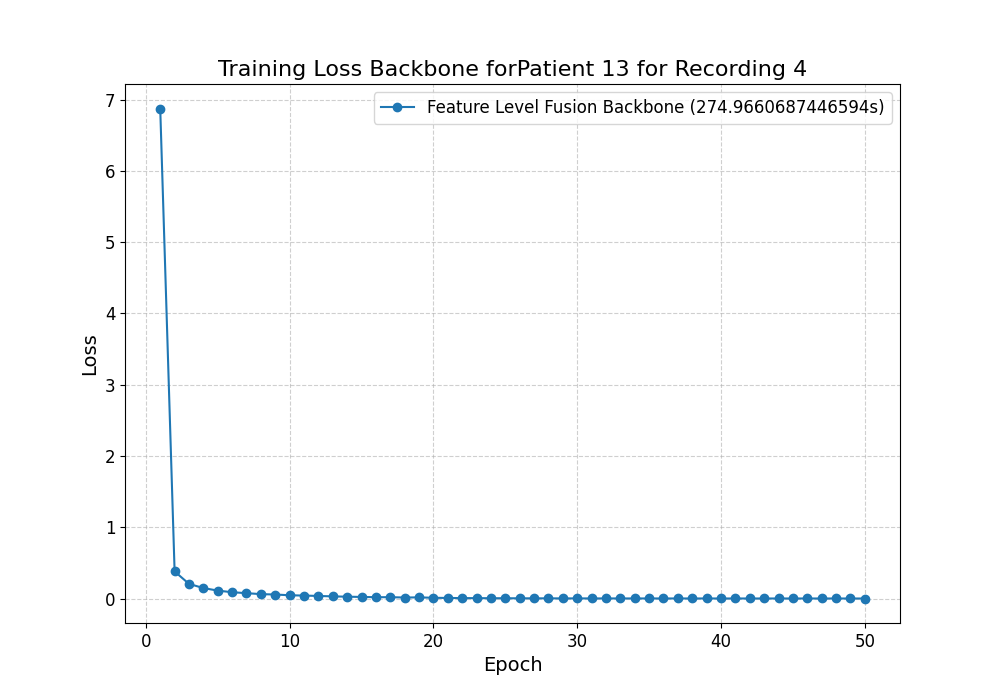 Training Loss Backbone forPatient 13 for Recording 4
Feature Level Fusion Backbone (274.9660687446594s)
7
6
5
4
3
2
1
0
Loss
0 10 20 30 40 50
Epoch